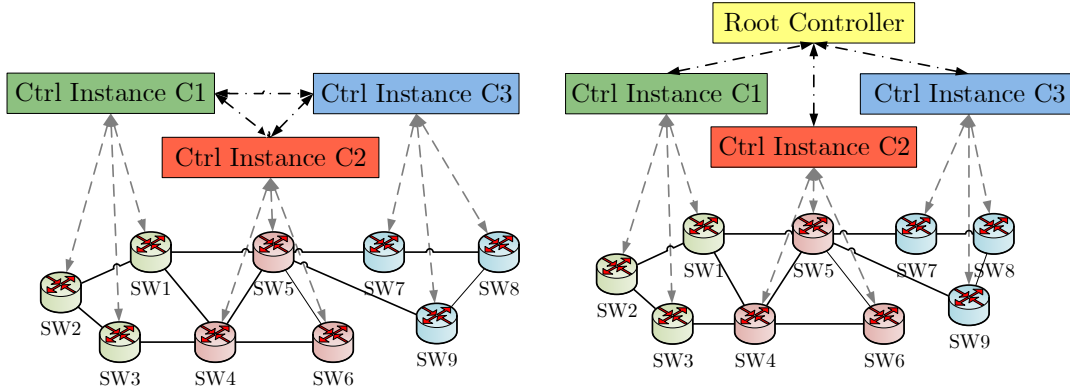 Ctrl Instance C1
Ctrl Instance C3
Ctrl Instance C2
SW1
SW5
SW7
SW8
SW2
SW3
SW4
SW6
SW9
Root Controller
Ctrl Instance C1
Ctrl Instance C3
Ctrl Instance C2
SW1
SW5
SW7
SW8
SW2
SW3
SW4
SW6
SW9